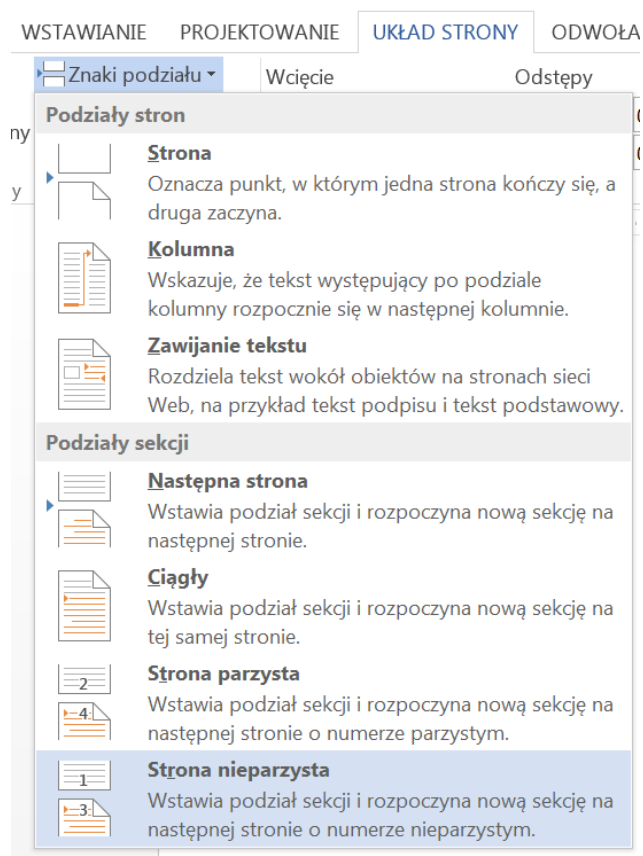 WSTAWIANIE PROJEKTOWANIE UKŁAD STRONY ODWOŁA
Znaki podziału Wcięcie Odstępy
Podziały stron
ny
Strona
Oznacza punkt, w którym jedna strona kończy się, a
y
druga zaczyna.
Kolumna
Wskazuje, że tekst występujący po podziale
kolumny rozpocznie się w następnej kolumnie.
Zawijanie tekstu
Rozdziela tekst wokół obiektów na stronach sieci
Web, na przykład tekst podpisu i tekst podstawowy.
Podziały sekcji
Następna strona
Wstawia podział sekcji i rozpoczyna nową sekcję na
następnej stronie.
Ciągły
Wstawia podział sekcji i rozpoczyna nową sekcję na
tej samej stronie.
Strona parzysta
2
Wstawia podział sekcji i rozpoczyna nową sekcję na
4
następnej stronie o numerze parzystym.
Strona nieparzysta
1
Wstawia podział sekcji i rozpoczyna nową sekcję na
3
następnej stronie o numerze nieparzystym.